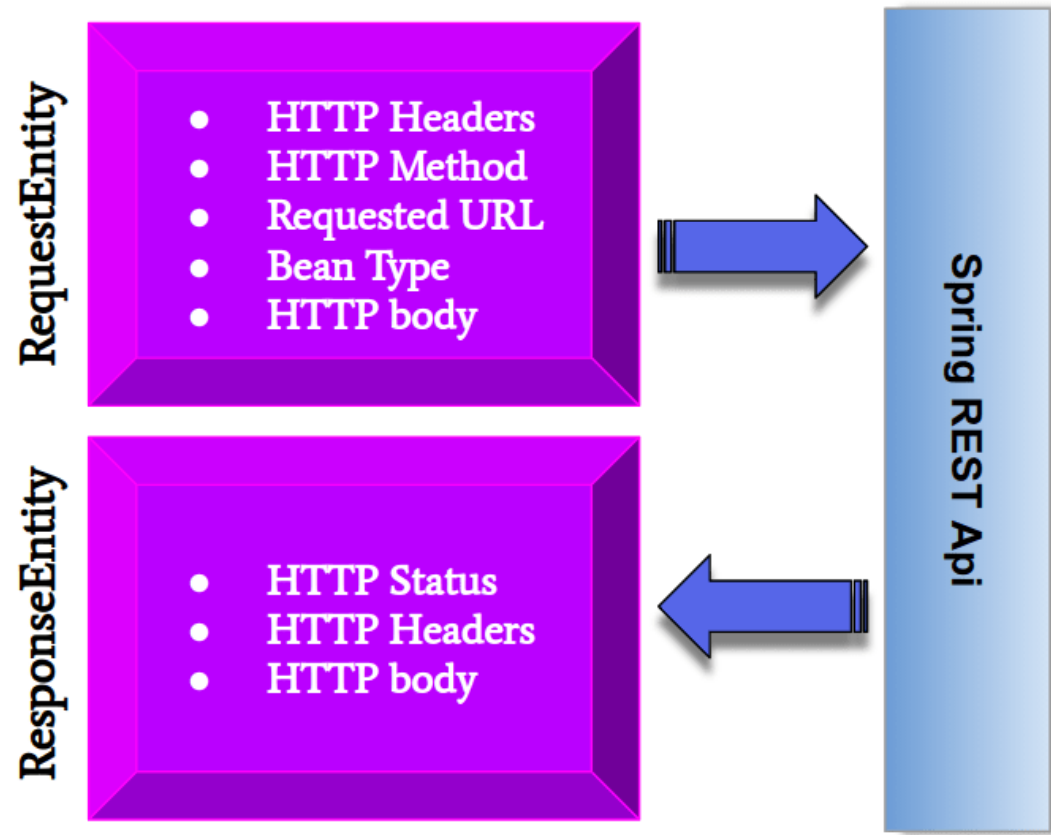 RequestEntity
● HTTP Headers
● HTTP Method
● Requested URL
● Bean Type
● HTTP body
ResponseEntity
● HTTP Status
● HTTP Headers
● HTTP body
Spring REST Api